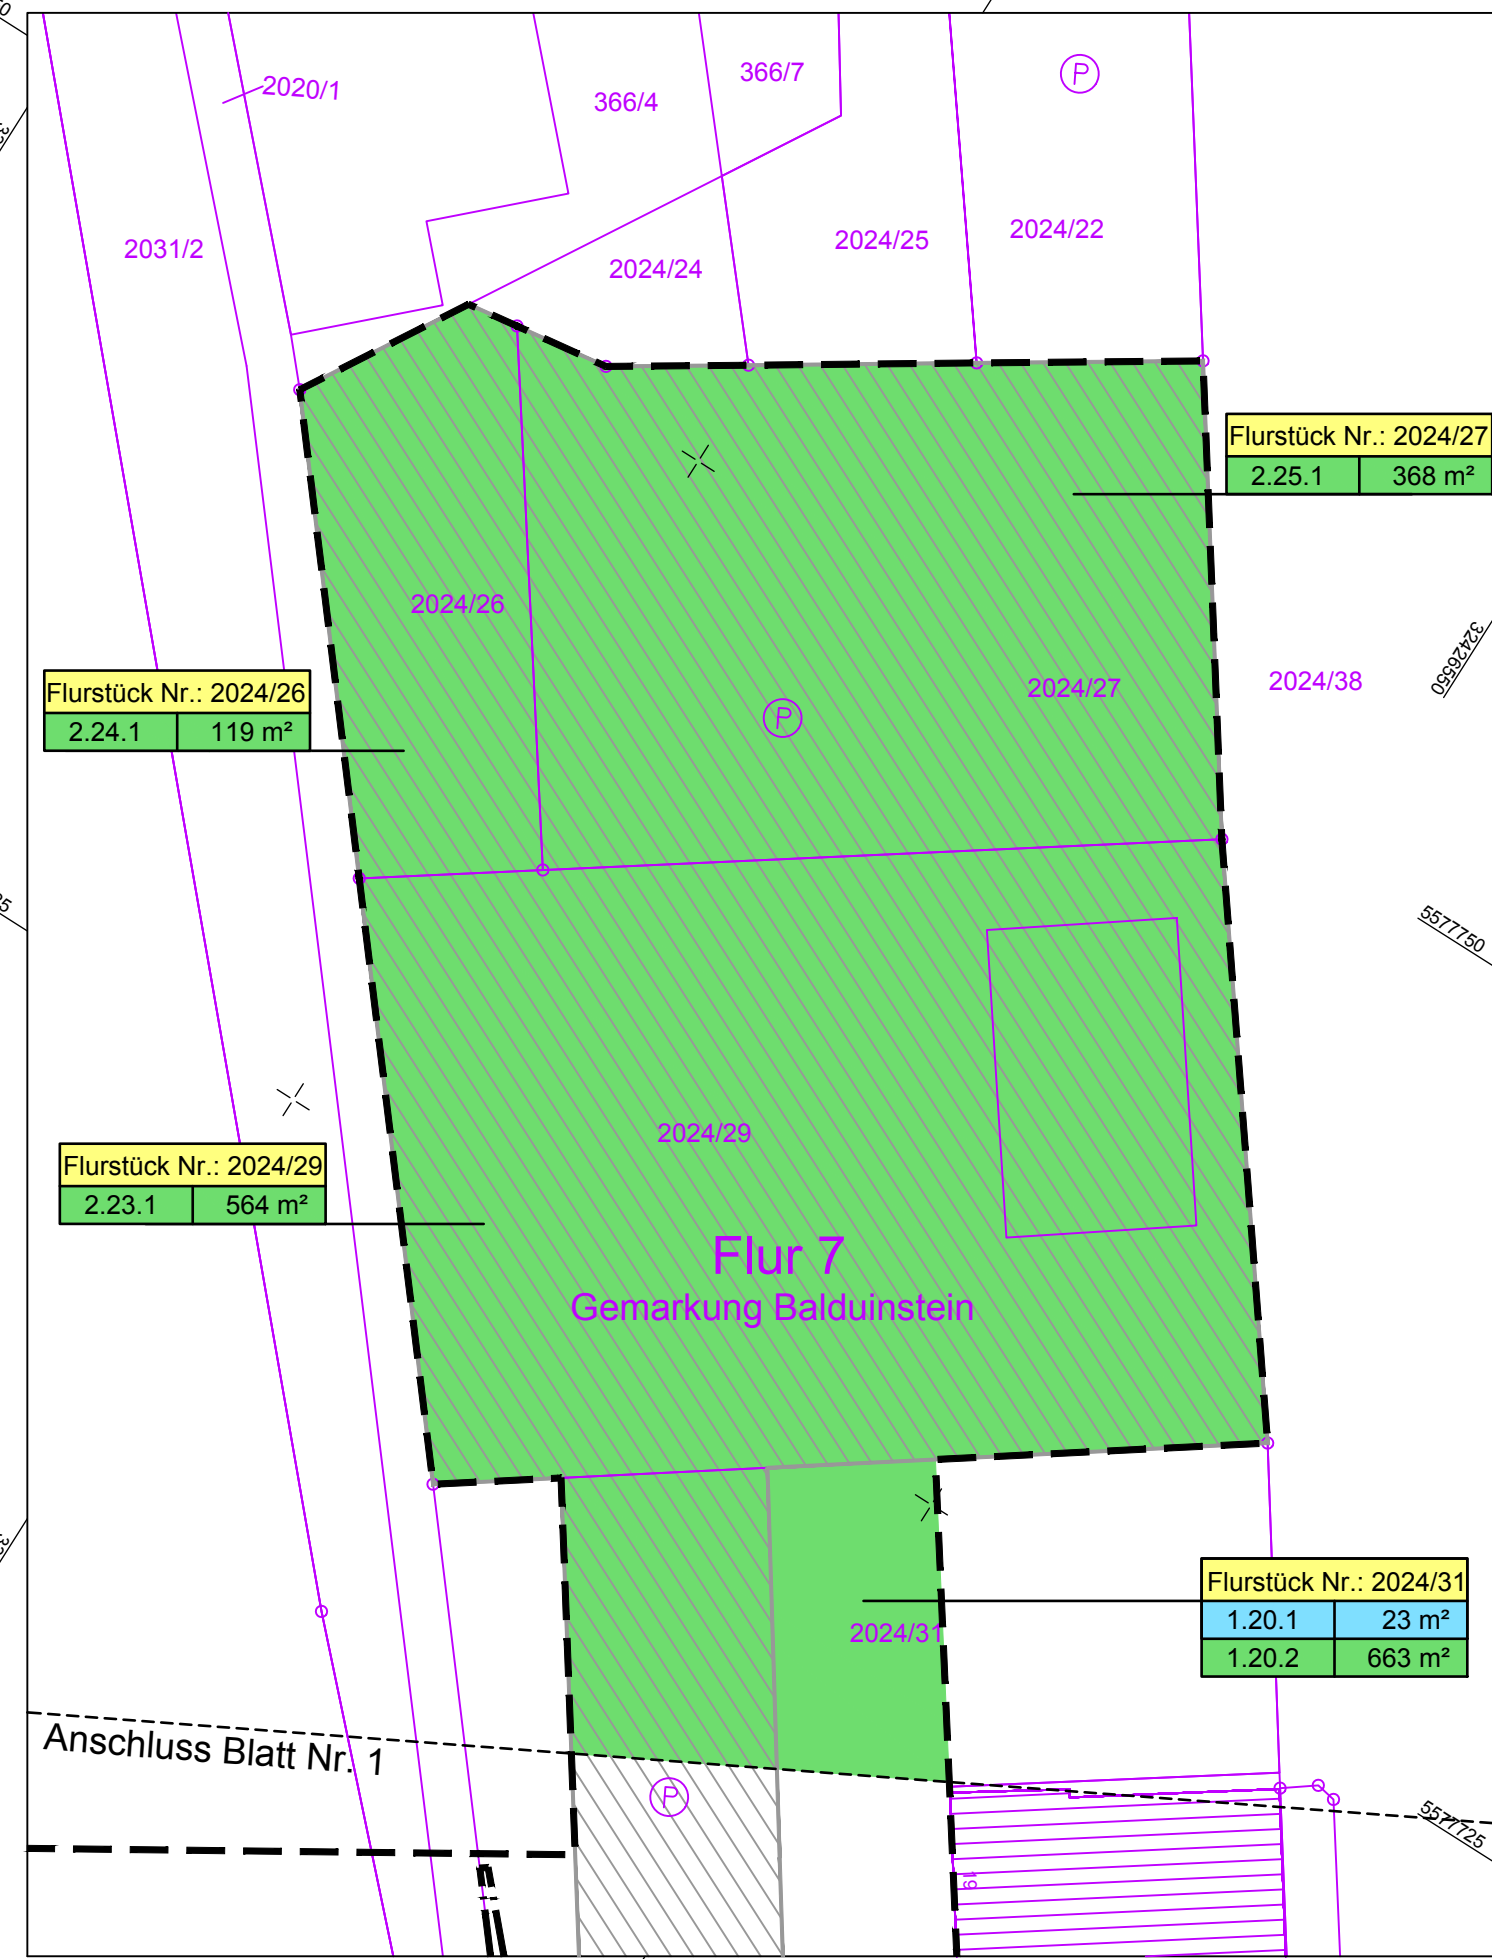 2020/1
366/4
366/7
P
2031/2
2024/24
2024/25
2024/22
Flurstück Nr.: 2024/27
2.25.1 368 m²
2024/26
32426550
Flurstück Nr.: 2024/26
2.24.1 119 m²
P
2024/27
2024/38
5577750
2024/29
Flurstück Nr.: 2024/29
2.23.1 564 m²
Flur 7
Gemarkung Balduinstein
Flurstück Nr.: 2024/31
1.20.1 23 m²
1.20.2 663 m²
2024/31
Anschluss Blatt Nr. 1
P
5577725
19